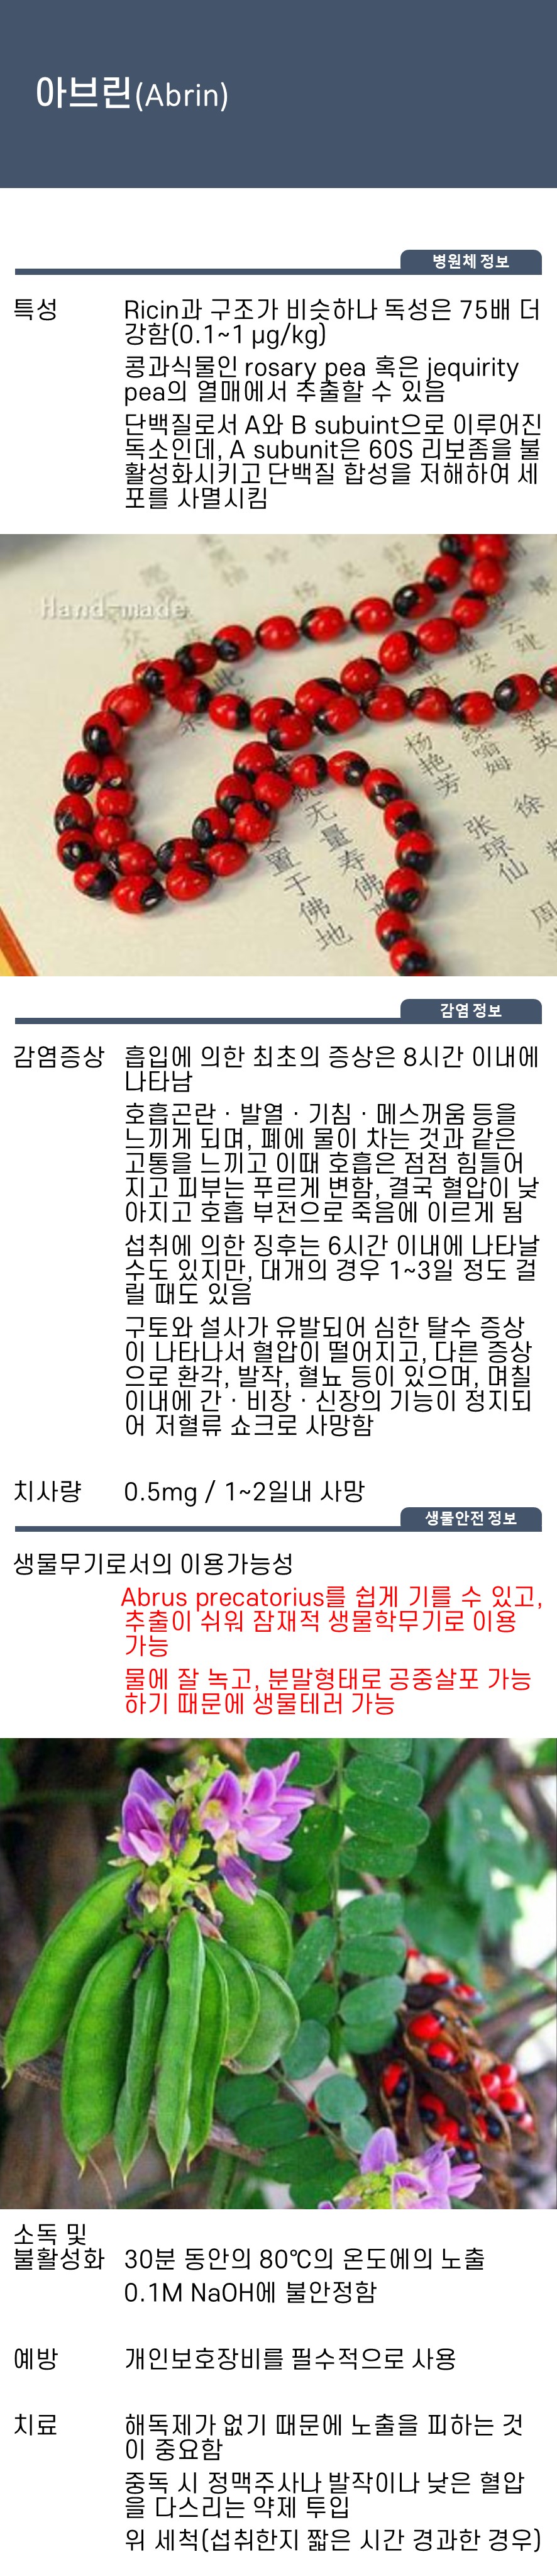 아브린(Abrin)
병원체 정보
특성
Ricin과 구조가 비슷하나 독성은 75배 더
강함(0.1~1 μg/kg)
콩과식물인 rosary pea 혹은 jequirity
pea의 열매에서 추출할 수 있음
단백질로서 A와 B subuint으로 이루어진
독소인데, A subunit은 60S 리보좀을 불
활성화시키고 단백질 합성을 저해하여 세
포를 사멸시킴
Hand-made
杨艳芳
张琼仙
徐
周
无量寿佛
置于佛地
감염 정보
감염증상
흡입에 의한 최초의 증상은 8시간 이내에
나타남
호흡곤란 · 발열 · 기침 · 메스꺼움 등을
느끼게 되며, 폐에 물이 차는 것과 같은
고통을 느끼고 이때 호흡은 점점 힘들어
지고 피부는 푸르게 변함, 결국 혈압이 낮
아지고 호흡 부전으로 죽음에 이르게 됨
섭취에 의한 징후는 6시간 이내에 나타날
수도 있지만, 대개의 경우 1~3일 정도 걸
릴 때도 있음
구토와 설사가 유발되어 심한 탈수 증상
이 나타나서 혈압이 떨어지고, 다른 증상
으로 환각, 발작, 혈뇨 등이 있으며, 며칠
이내에 간 · 비장 · 신장의 기능이 정지되
어 저혈류 쇼크로 사망함
치사량
0.5mg / 1~2일내 사망
생물안전 정보
생물무기로서의 이용가능성
Abrus precatorius를 쉽게 기를 수 있고,
추출이 쉬워 잠재적 생물학무기로 이용
가능
물에 잘 녹고, 분말형태로 공중살포 가능
하기 때문에 생물테러 가능
소독 및
불활성화
30분 동안의 80℃의 온도에의 노출
0.1M NaOH에 불안정함
예방
개인보호장비를 필수적으로 사용
치료
해독제가 없기 때문에 노출을 피하는 것
이 중요함
중독 시 정맥주사나 발작이나 낮은 혈압
을 다스리는 약제 투입
위 세척(섭취한지 짧은 시간 경과한 경우)